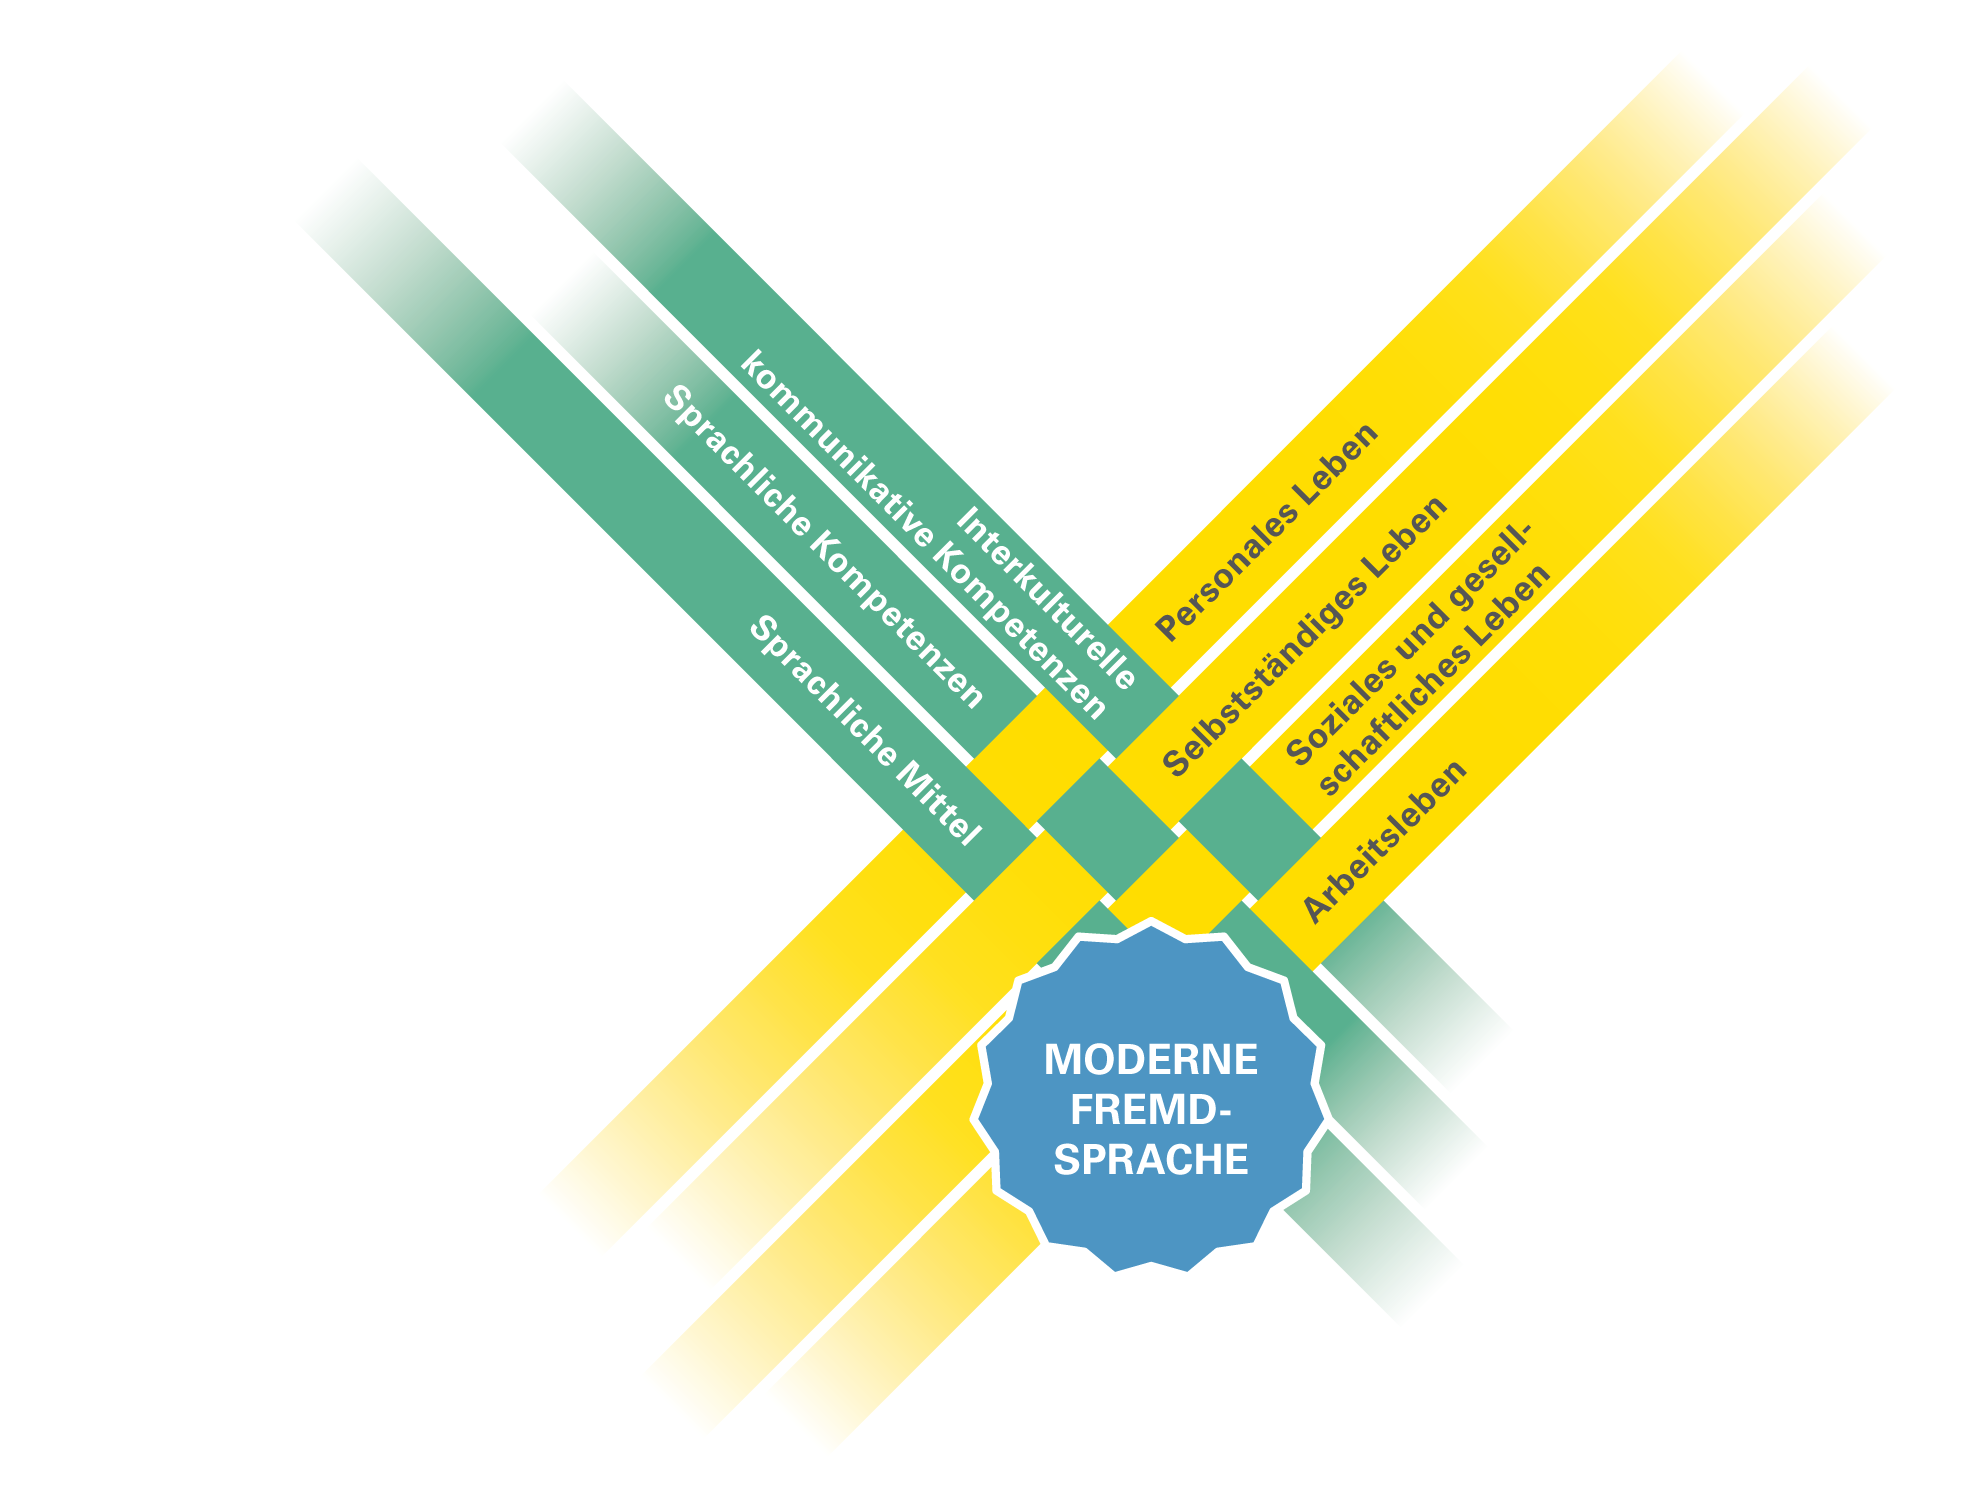 Interkulturelle
kommunikative Kompetenzen
Sprachliche Kompetenzen
Sprachliche Mittel
Personales Leben
Selbstständiges Leben
Soziales und gesell-
schaftliches Leben
Arbeitsleben
MODERNE
FREMD-
SPRACHE